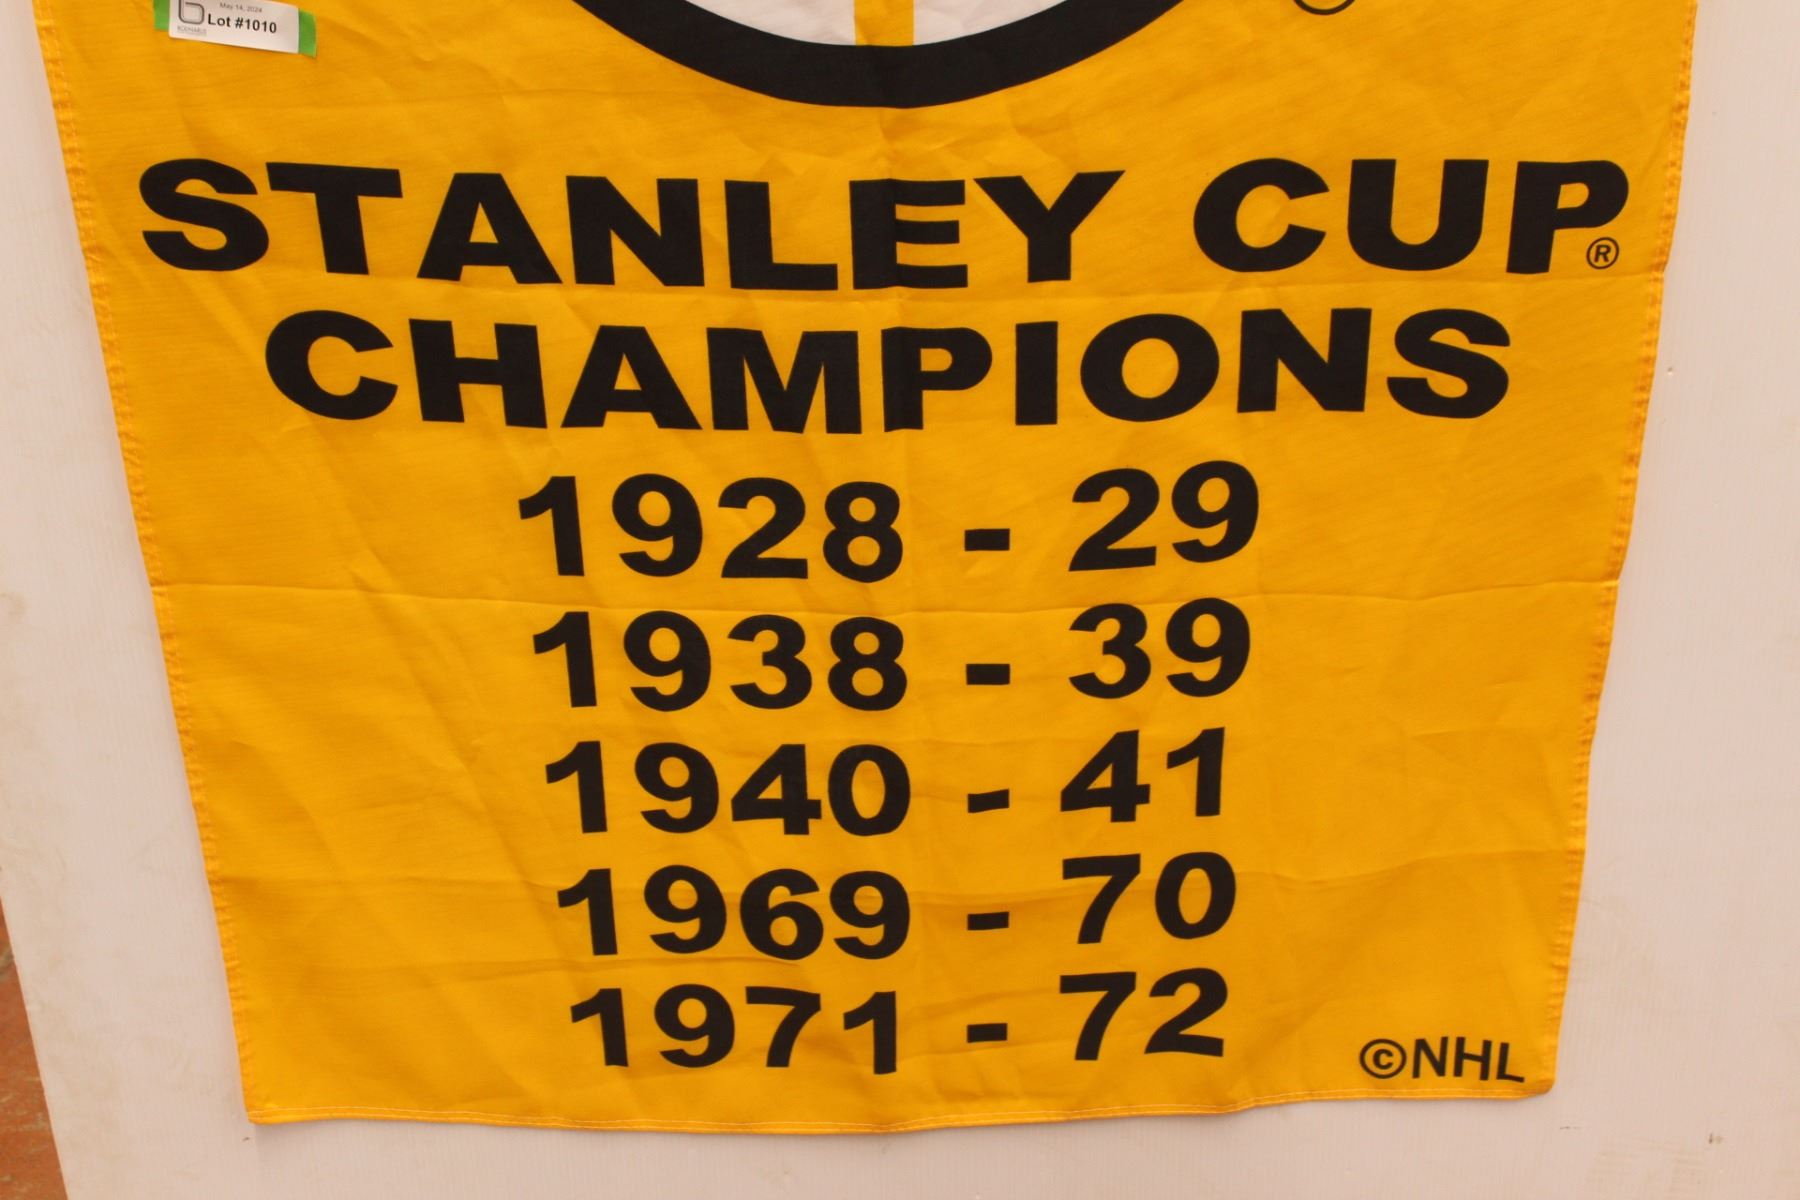 May 14, 2024
Lot #1010
STANLEY CUP®
CHAMPIONS
1928 - 29
1938 - 39
1940 - 41
1969 - 70
1971 - 72
©NHL